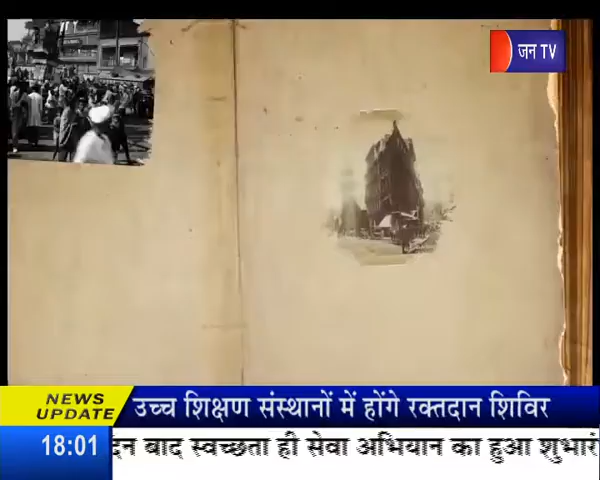 जन TV
NEWS UPDATE
उच्च शिक्षण संस्थानों में होंगे रक्तदान शिविर
18:01
बाद स्वच्छता ही सेवा अभियान का हुआ